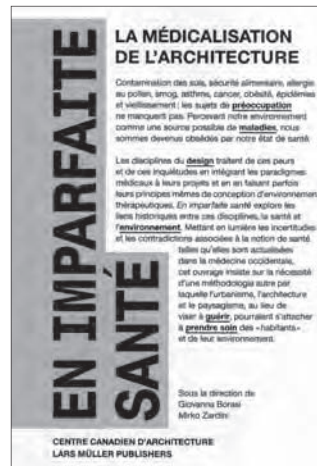 EN IMPARFAITE
SANTÉ
LA MÉDICALISATION
DE L'ARCHITECTURE
Contamination des sols, sécurité alimentaire, allergie
au pollen, smog, asthme, cancer, obésité, épidémies
et vieillissement : les sujets de préoccupation
ne manquent pas. Percevant notre environnement
comme une source possible de maladies, nous
sommes devenus obsédés par notre état de santé.
Les disciplines du design traitent de ces peurs
et de ces inquiétudes en intégrant les paradigmes
médicaux à leurs projets et en en faisant parfois
leurs principes mêmes de conception d'environnement
thérapeutiques. En imparfaite santé explore les
liens historiques entre ces disciplines, la santé et
l'environnement. Mettant en lumière les incertitudes
et les contradictions associées à la notion de santé
telles qu'elles sont actualisées
dans la médecine occidentale,
cet ouvrage insiste sur la nécessité
d'une méthodologie autre par
laquelle l'urbanisme, l'architecture
et le paysagisme, au lieu de
viser à guérir, pourraient s'attacher
à prendre soin des « habitants »
et de leur environnement.
Sous la direction de
Giovanna Borasi
Mirko Zardini
CENTRE CANADIEN D'ARCHITECTURE
LARS MÜLLER PUBLISHERS